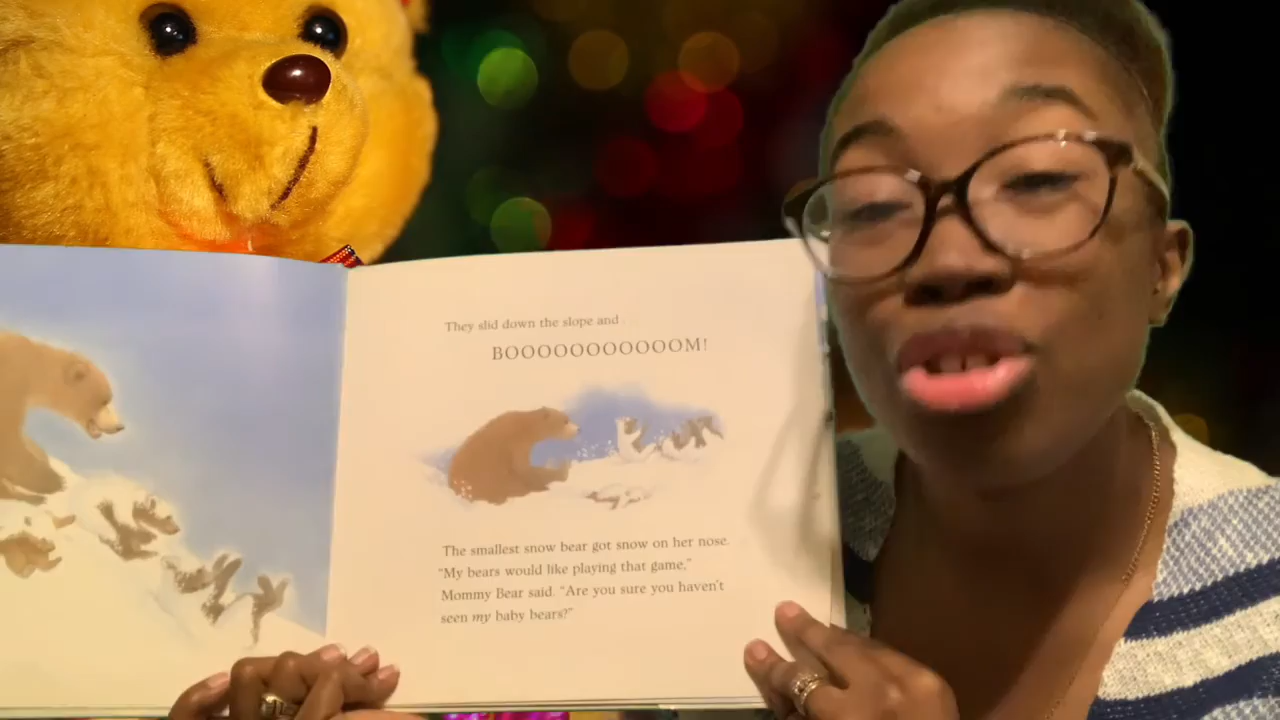 They slid down the slope and
BOOOOOOOOOOOM!
The smallest snow bear got snow on her nose.
“My bears would like playing that game,”
Mommy Bear said. “Are you sure you haven’t
seen my baby bears?”